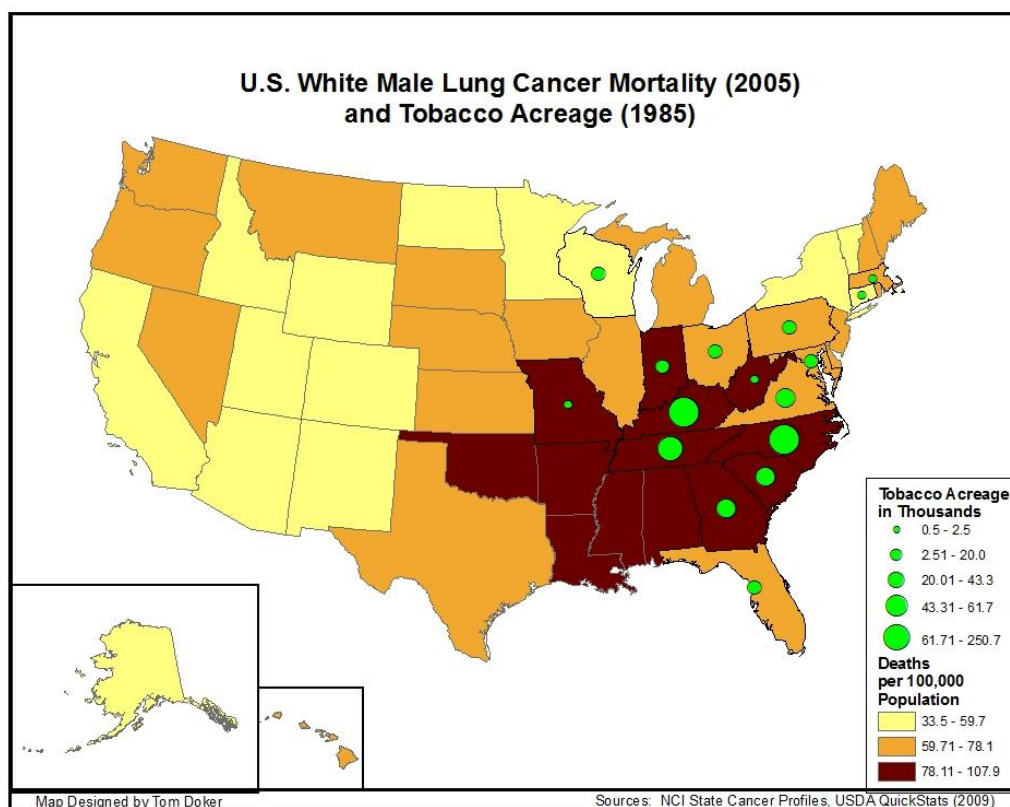 U.S. White Male Lung Cancer Mortality (2005)
and Tobacco Acreage (1985)
Tobacco Acreage
in Thousands
0.5 - 2.5
2.51 - 20.0
20.01 - 43.3
43.31 - 61.7
61.71 - 250.7
Deaths
per 100,000
Population
33.5 - 59.7
59.71 - 78.1
78.11 - 107.9
Map Designed by Tom Doker
Sources: NCI State Cancer Profiles, USDA QuickStats (2009)